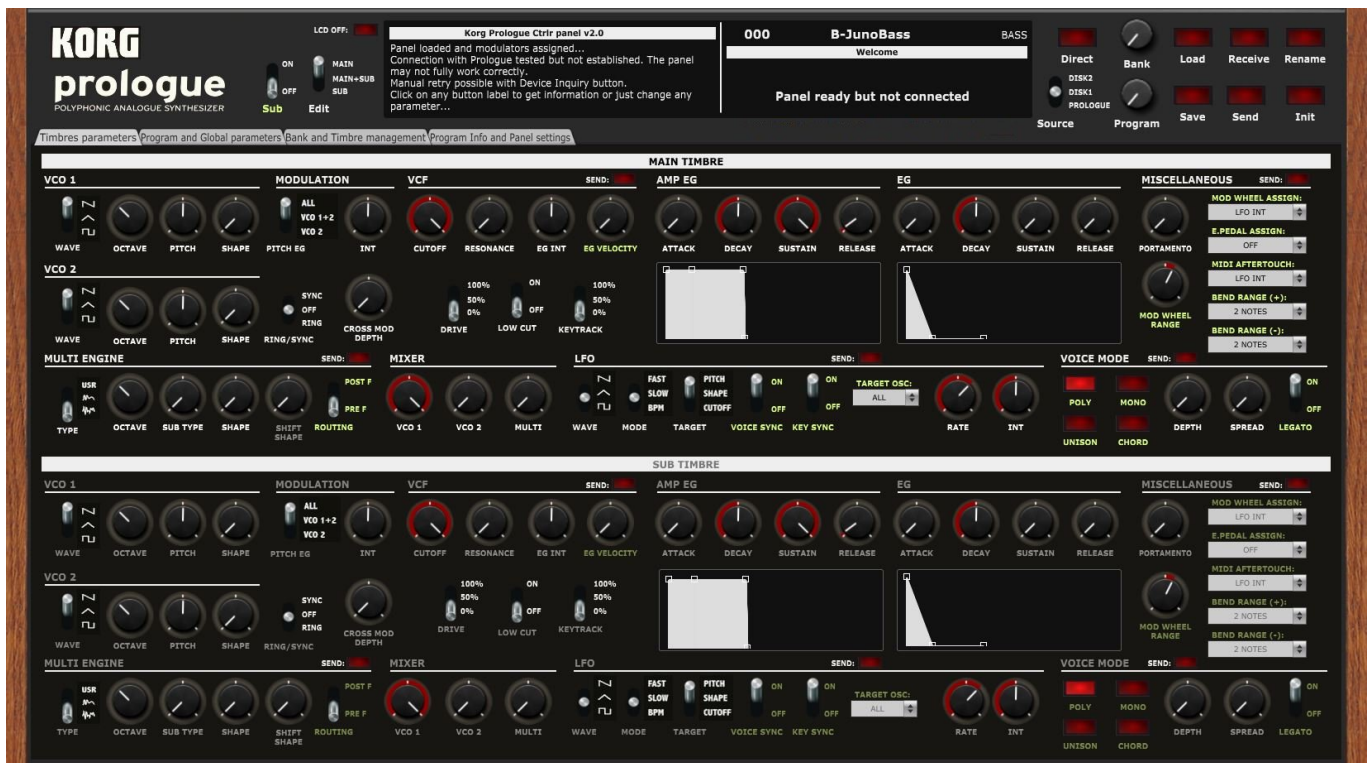 KORG
prologue
POLYPHONIC ANALOGUE SYNTHESIZER
LCD OFF:
ON
OFF
Sub
MAIN
MAIN+SUB
SUB
Edit
Korg Prologue Ctrlr panel v2.0
Panel loaded and modulators assigned...
Connection with Prologue tested but not established. The panel
may not fully work correctly.
Manual retry possible with Device Inquiry button.
Click on any button label to get information or just change any
parameter...
000 B-JunoBass BASS
Welcome
Panel ready but not connected
Direct
DISK2
DISK1
PROLOGUE
Source
Bank
Program
Load Receive Rename
Save Send Init
Timbres parameters Program and Global parameters Bank and Timbre management Program Info and Panel settings
MAIN TIMBRE
VCO 1 MODULATION VCF SEND: AMP EG EG MISCELLANEOUS SEND:
ALL
VCO 1+2
VCO 2
WAVE OCTAVE PITCH SHAPE PITCH EG INT CUTOFF RESONANCE EG INT EG VELOCITY ATTACK DECAY SUSTAIN RELEASE ATTACK DECAY SUSTAIN RELEASE PORTAMENTO
MOD WHEEL ASSIGN:
LFO INT
E.PEDAL ASSIGN:
OFF
MIDI AFTERTOUCH:
LFO INT
BEND RANGE (+):
2 NOTES
BEND RANGE (-):
2 NOTES
MOD WHEEL
RANGE
VCO 2
WAVE OCTAVE PITCH SHAPE RING/SYNC
SYNC
OFF
RING
CROSS MOD
DEPTH
100%
50%
0%
DRIVE
ON
OFF
LOW CUT
100%
50%
0%
KEYTRACK
MULTI ENGINE SEND: MIXER LFO SEND: VOICE MODE SEND:
USR
TYPE OCTAVE SUB TYPE SHAPE SHIFT
SHAPE
POST F
PRE F
ROUTING
VCO 1 VCO 2 MULTI
WAVE
FAST
SLOW
BPM
MODE
PITCH
SHAPE
CUTOFF
TARGET
ON
OFF
VOICE SYNC
ON
OFF
KEY SYNC
TARGET OSC:
ALL
RATE INT
POLY MONO
UNISON CHORD
DEPTH SPREAD
ON
OFF
LEGATO
SUB TIMBRE
VCO 1 MODULATION VCF SEND: AMP EG EG MISCELLANEOUS SEND:
ALL
VCO 1+2
VCO 2
WAVE OCTAVE PITCH SHAPE PITCH EG INT CUTOFF RESONANCE EG INT EG VELOCITY ATTACK DECAY SUSTAIN RELEASE ATTACK DECAY SUSTAIN RELEASE PORTAMENTO
MOD WHEEL ASSIGN:
LFO INT
E.PEDAL ASSIGN:
OFF
MIDI AFTERTOUCH:
LFO INT
BEND RANGE (+):
2 NOTES
BEND RANGE (-):
2 NOTES
MOD WHEEL
RANGE
VCO 2
WAVE OCTAVE PITCH SHAPE RING/SYNC
SYNC
OFF
RING
CROSS MOD
DEPTH
100%
50%
0%
DRIVE
ON
OFF
LOW CUT
100%
50%
0%
KEYTRACK
MULTI ENGINE SEND: MIXER LFO SEND: VOICE MODE SEND:
USR
TYPE OCTAVE SUB TYPE SHAPE SHIFT
SHAPE
POST F
PRE F
ROUTING
VCO 1 VCO 2 MULTI
WAVE
FAST
SLOW
BPM
MODE
PITCH
SHAPE
CUTOFF
TARGET
ON
OFF
VOICE SYNC
ON
OFF
KEY SYNC
TARGET OSC:
ALL
RATE INT
POLY MONO
UNISON CHORD
DEPTH SPREAD
ON
OFF
LEGATO